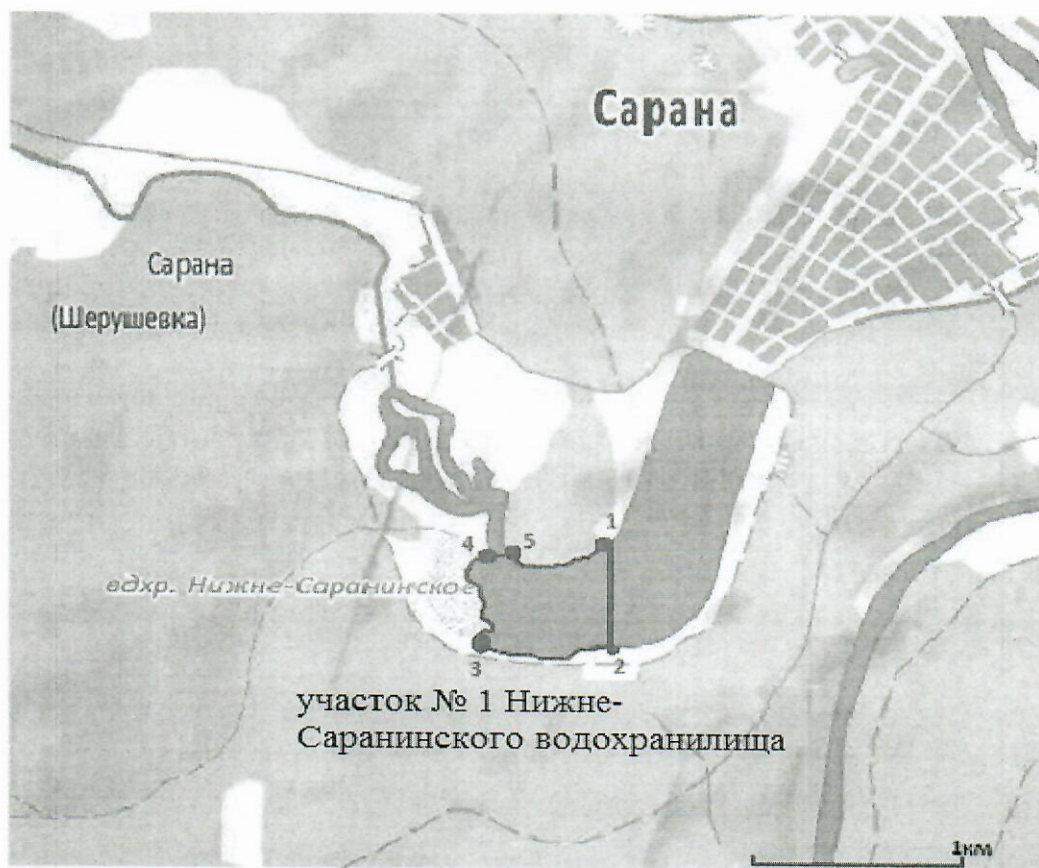 Сарана
Сарана
(Шерушевка)
1
4
5
вдхр. Нижне-Саранинское
3
2
участок № 1 Нижне-
Саранинского водохранилища
1км